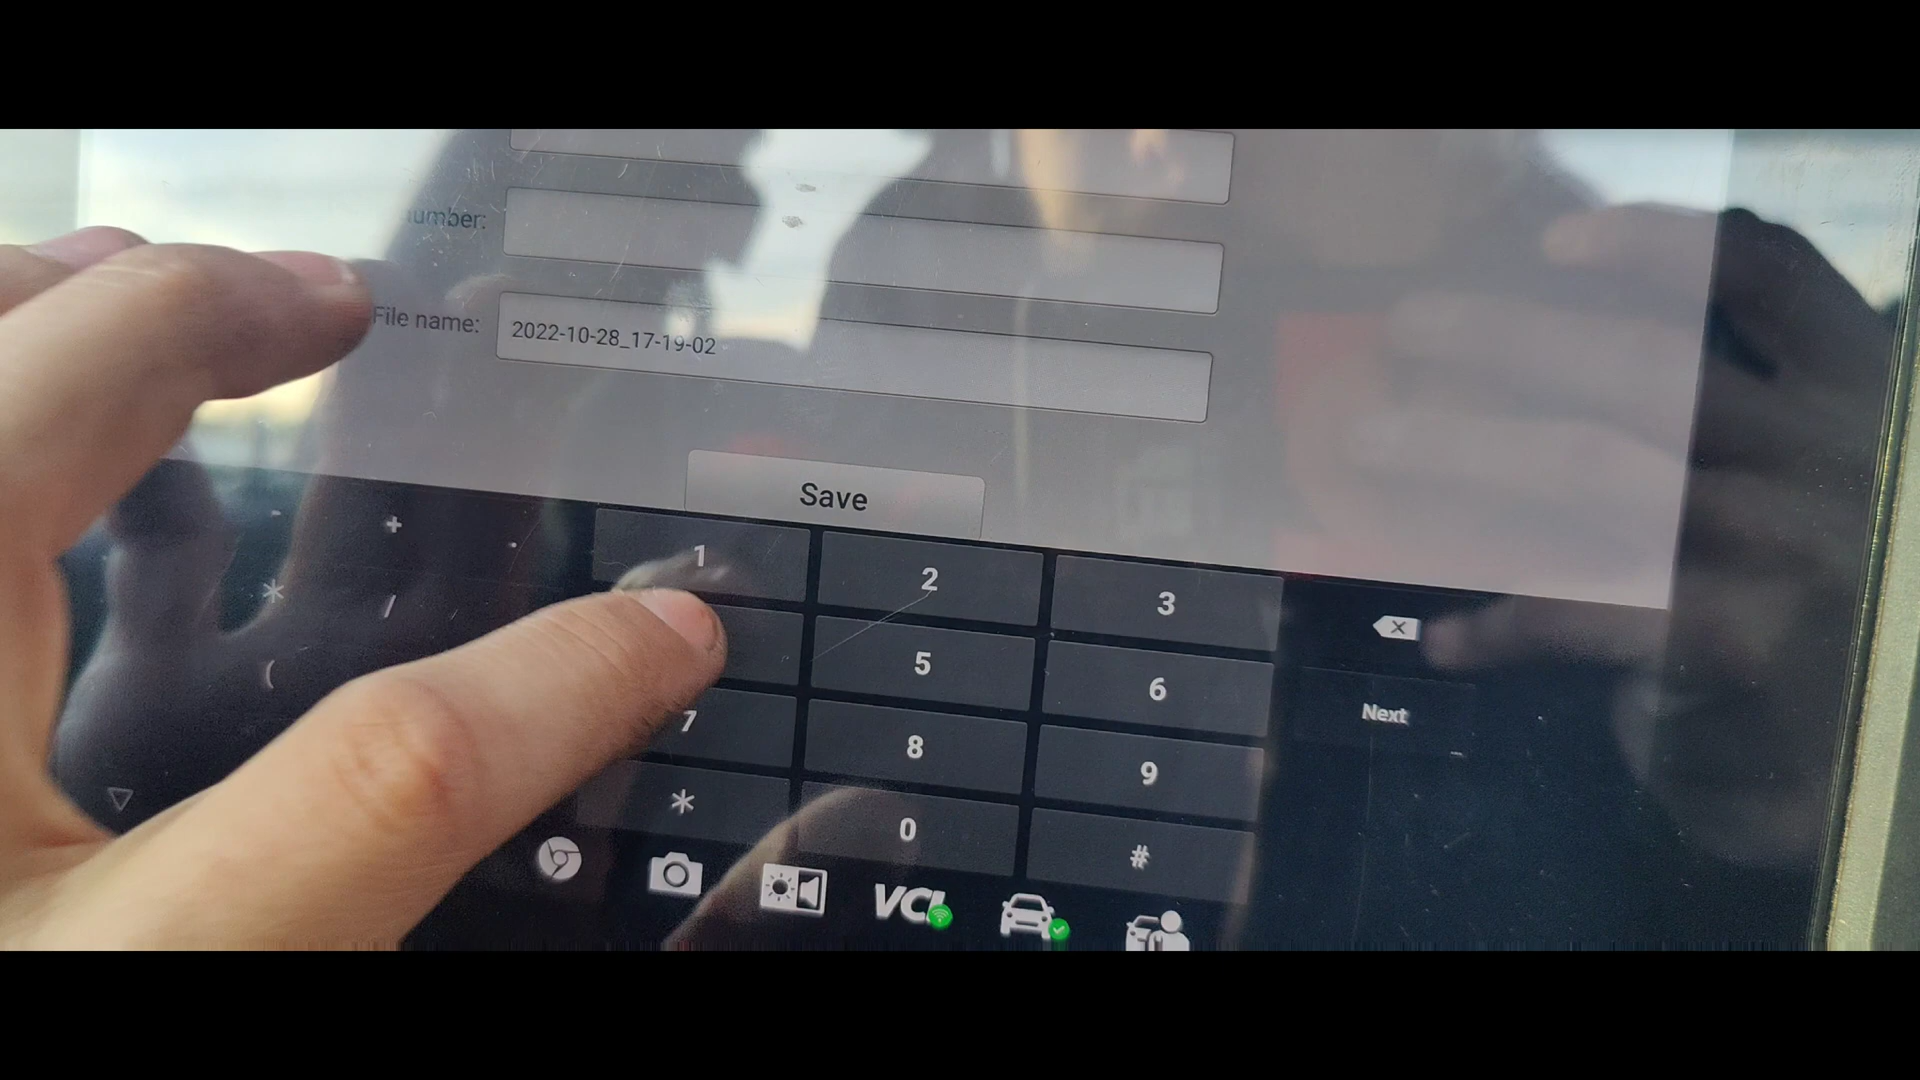 number:
File name: 2022-10-28_17-19-02
Save
- + . 1 2 3
* / 5 6 Next
( 7 8 9
* 0 #
VCI